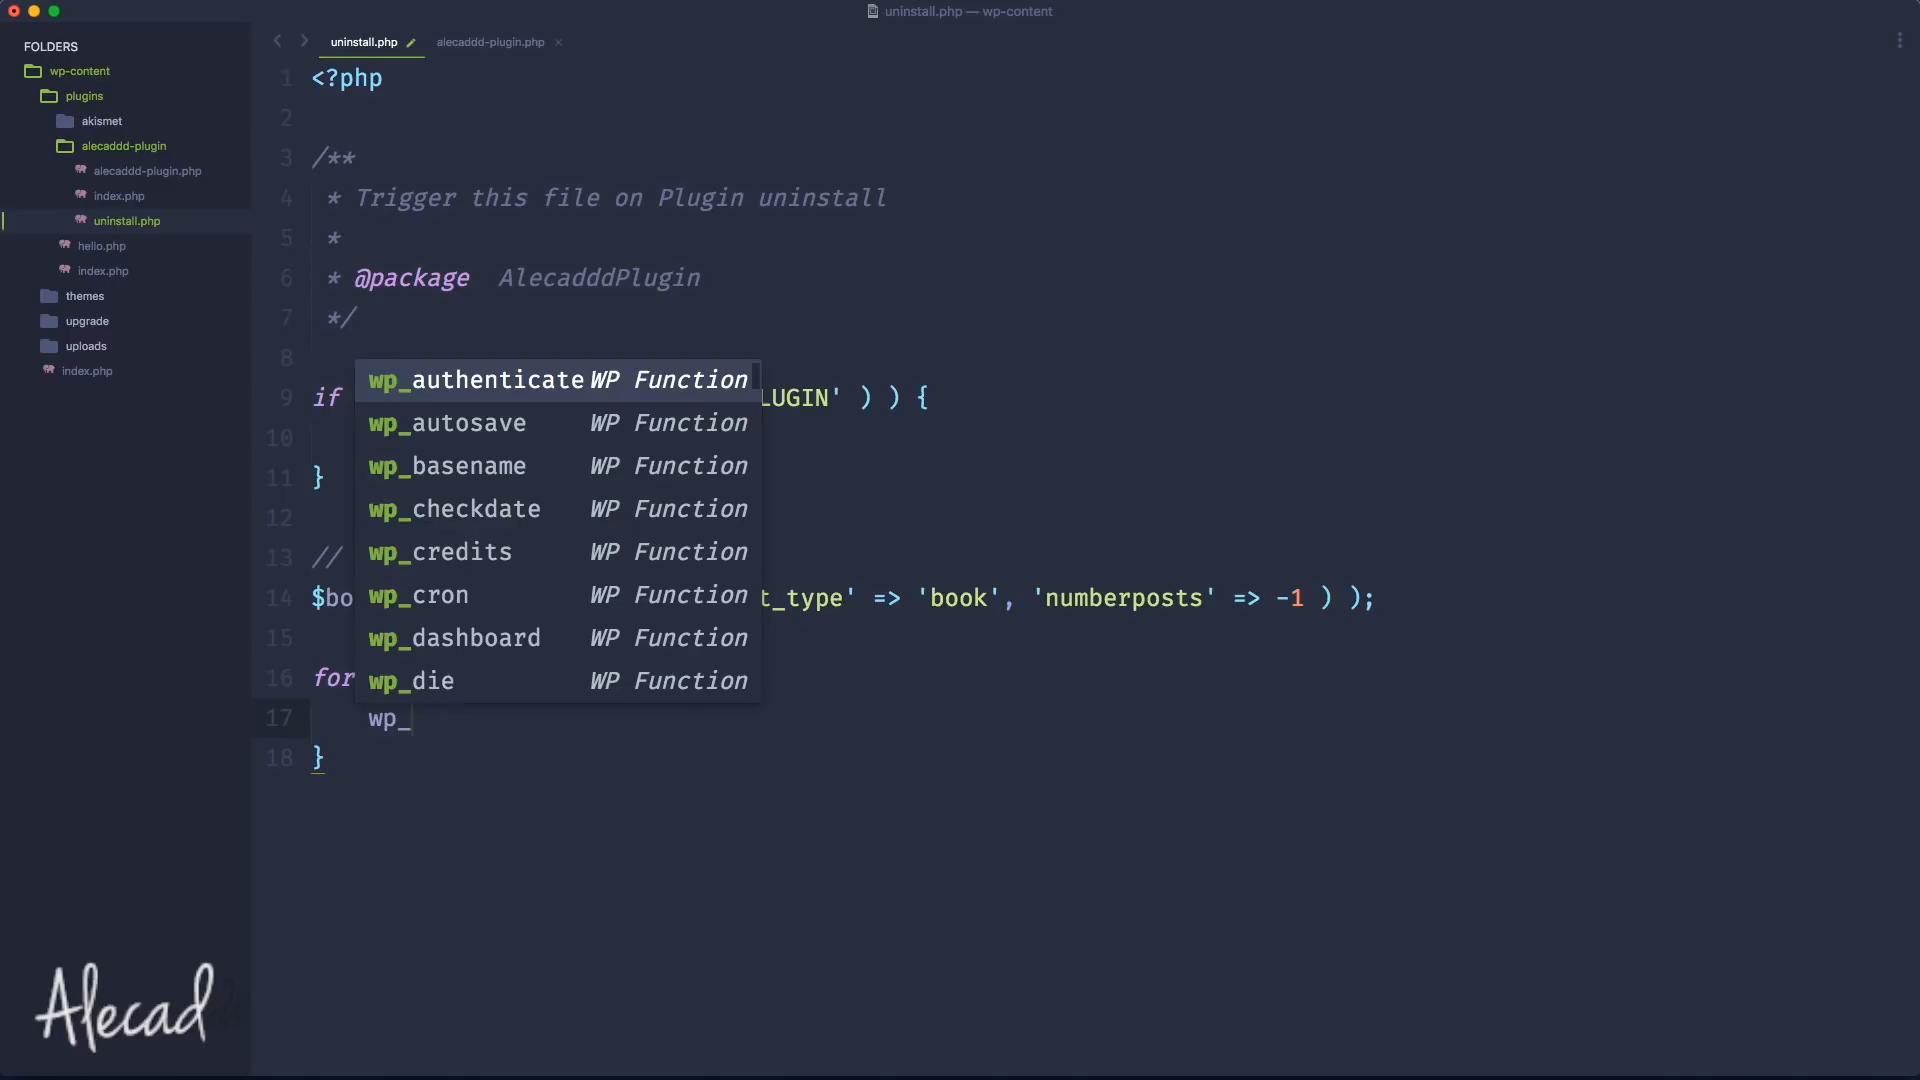 uninstall.php — wp-content
FOLDERS
wp-content
plugins
akismet
alecaddd-plugin
alecaddd-plugin.php
index.php
uninstall.php
hello.php
index.php
themes
upgrade
uploads
index.php
uninstall.php
alecaddd-plugin.php ×
1 <?php
2
3 /**
4 * Trigger this file on Plugin uninstall
5 *
6 * @package AlecadddPlugin
7 */
8
9 if LUGIN' ) ) {
10
11 }
12
13 //
14 $bo t_type' => 'book', 'numberposts' => -1 ) );
15
16 for
17 wp_
18 }
wp_authenticate WP Function
wp_autosave WP Function
wp_basename WP Function
wp_checkdate WP Function
wp_credits WP Function
wp_cron WP Function
wp_dashboard WP Function
wp_die WP Function
Alecad